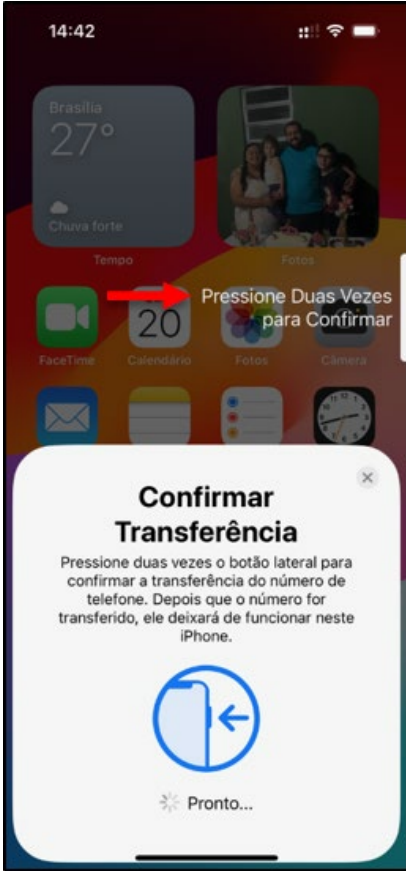 14:42
Brasília
27°
Chuva forte
Tempo
Fotos
Pressione Duas Vezes
para Confirmar
20
FaceTime
Calendário
Fotos
Câmera
Confirmar
Transferência
Pressione duas vezes o botão lateral para
confirmar a transferência do número de
telefone. Depois que o número for
transferido, ele deixará de funcionar neste
iPhone.
Pronto...